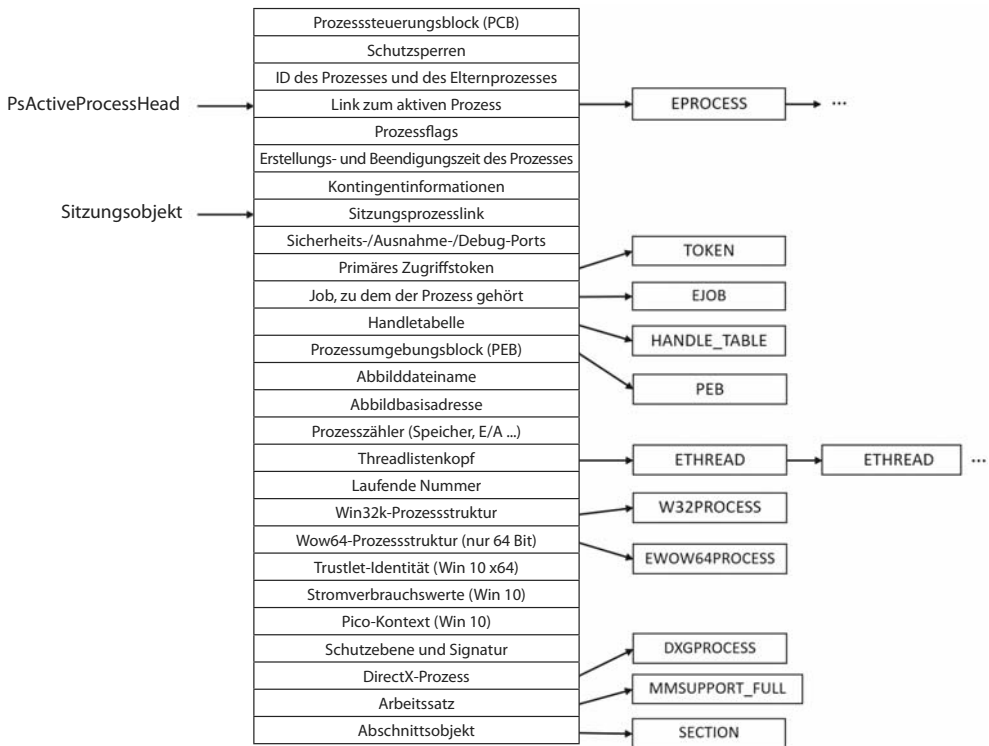 Prozesssteuerungsblock (PCB)
Schutzsperren
ID des Prozesses und des Elternprozesses
PsActiveProcessHead
Link zum aktiven Prozess
EPROCESS
...
Prozessflags
Erstellungs- und Beendigungszeit des Prozesses
Kontingentinformationen
Sitzungsobjekt
Sitzungsprozesslink
Sicherheits-/Ausnahme-/Debug-Ports
TOKEN
Primäres Zugriffstoken
Job, zu dem der Prozess gehört
EJOB
Handletabelle
HANDLE_TABLE
Prozessumgebungsblock (PEB)
PEB
Abbilddateiname
Abbildbasisadresse
Prozesszähler (Speicher, E/A ...)
Threadlistenkopf
ETHREAD
ETHREAD
...
Laufende Nummer
Win32k-Prozessstruktur
W32PROCESS
Wow64-Prozessstruktur (nur 64 Bit)
EWOW64PROCESS
Trustlet-Identität (Win 10 x64)
Stromverbrauchswerte (Win 10)
Pico-Kontext (Win 10)
Schutzebene und Signatur
DXGPROCESS
DirectX-Prozess
MMSUPPORT_FULL
Arbeitssatz
Abschnittsobjekt
SECTION